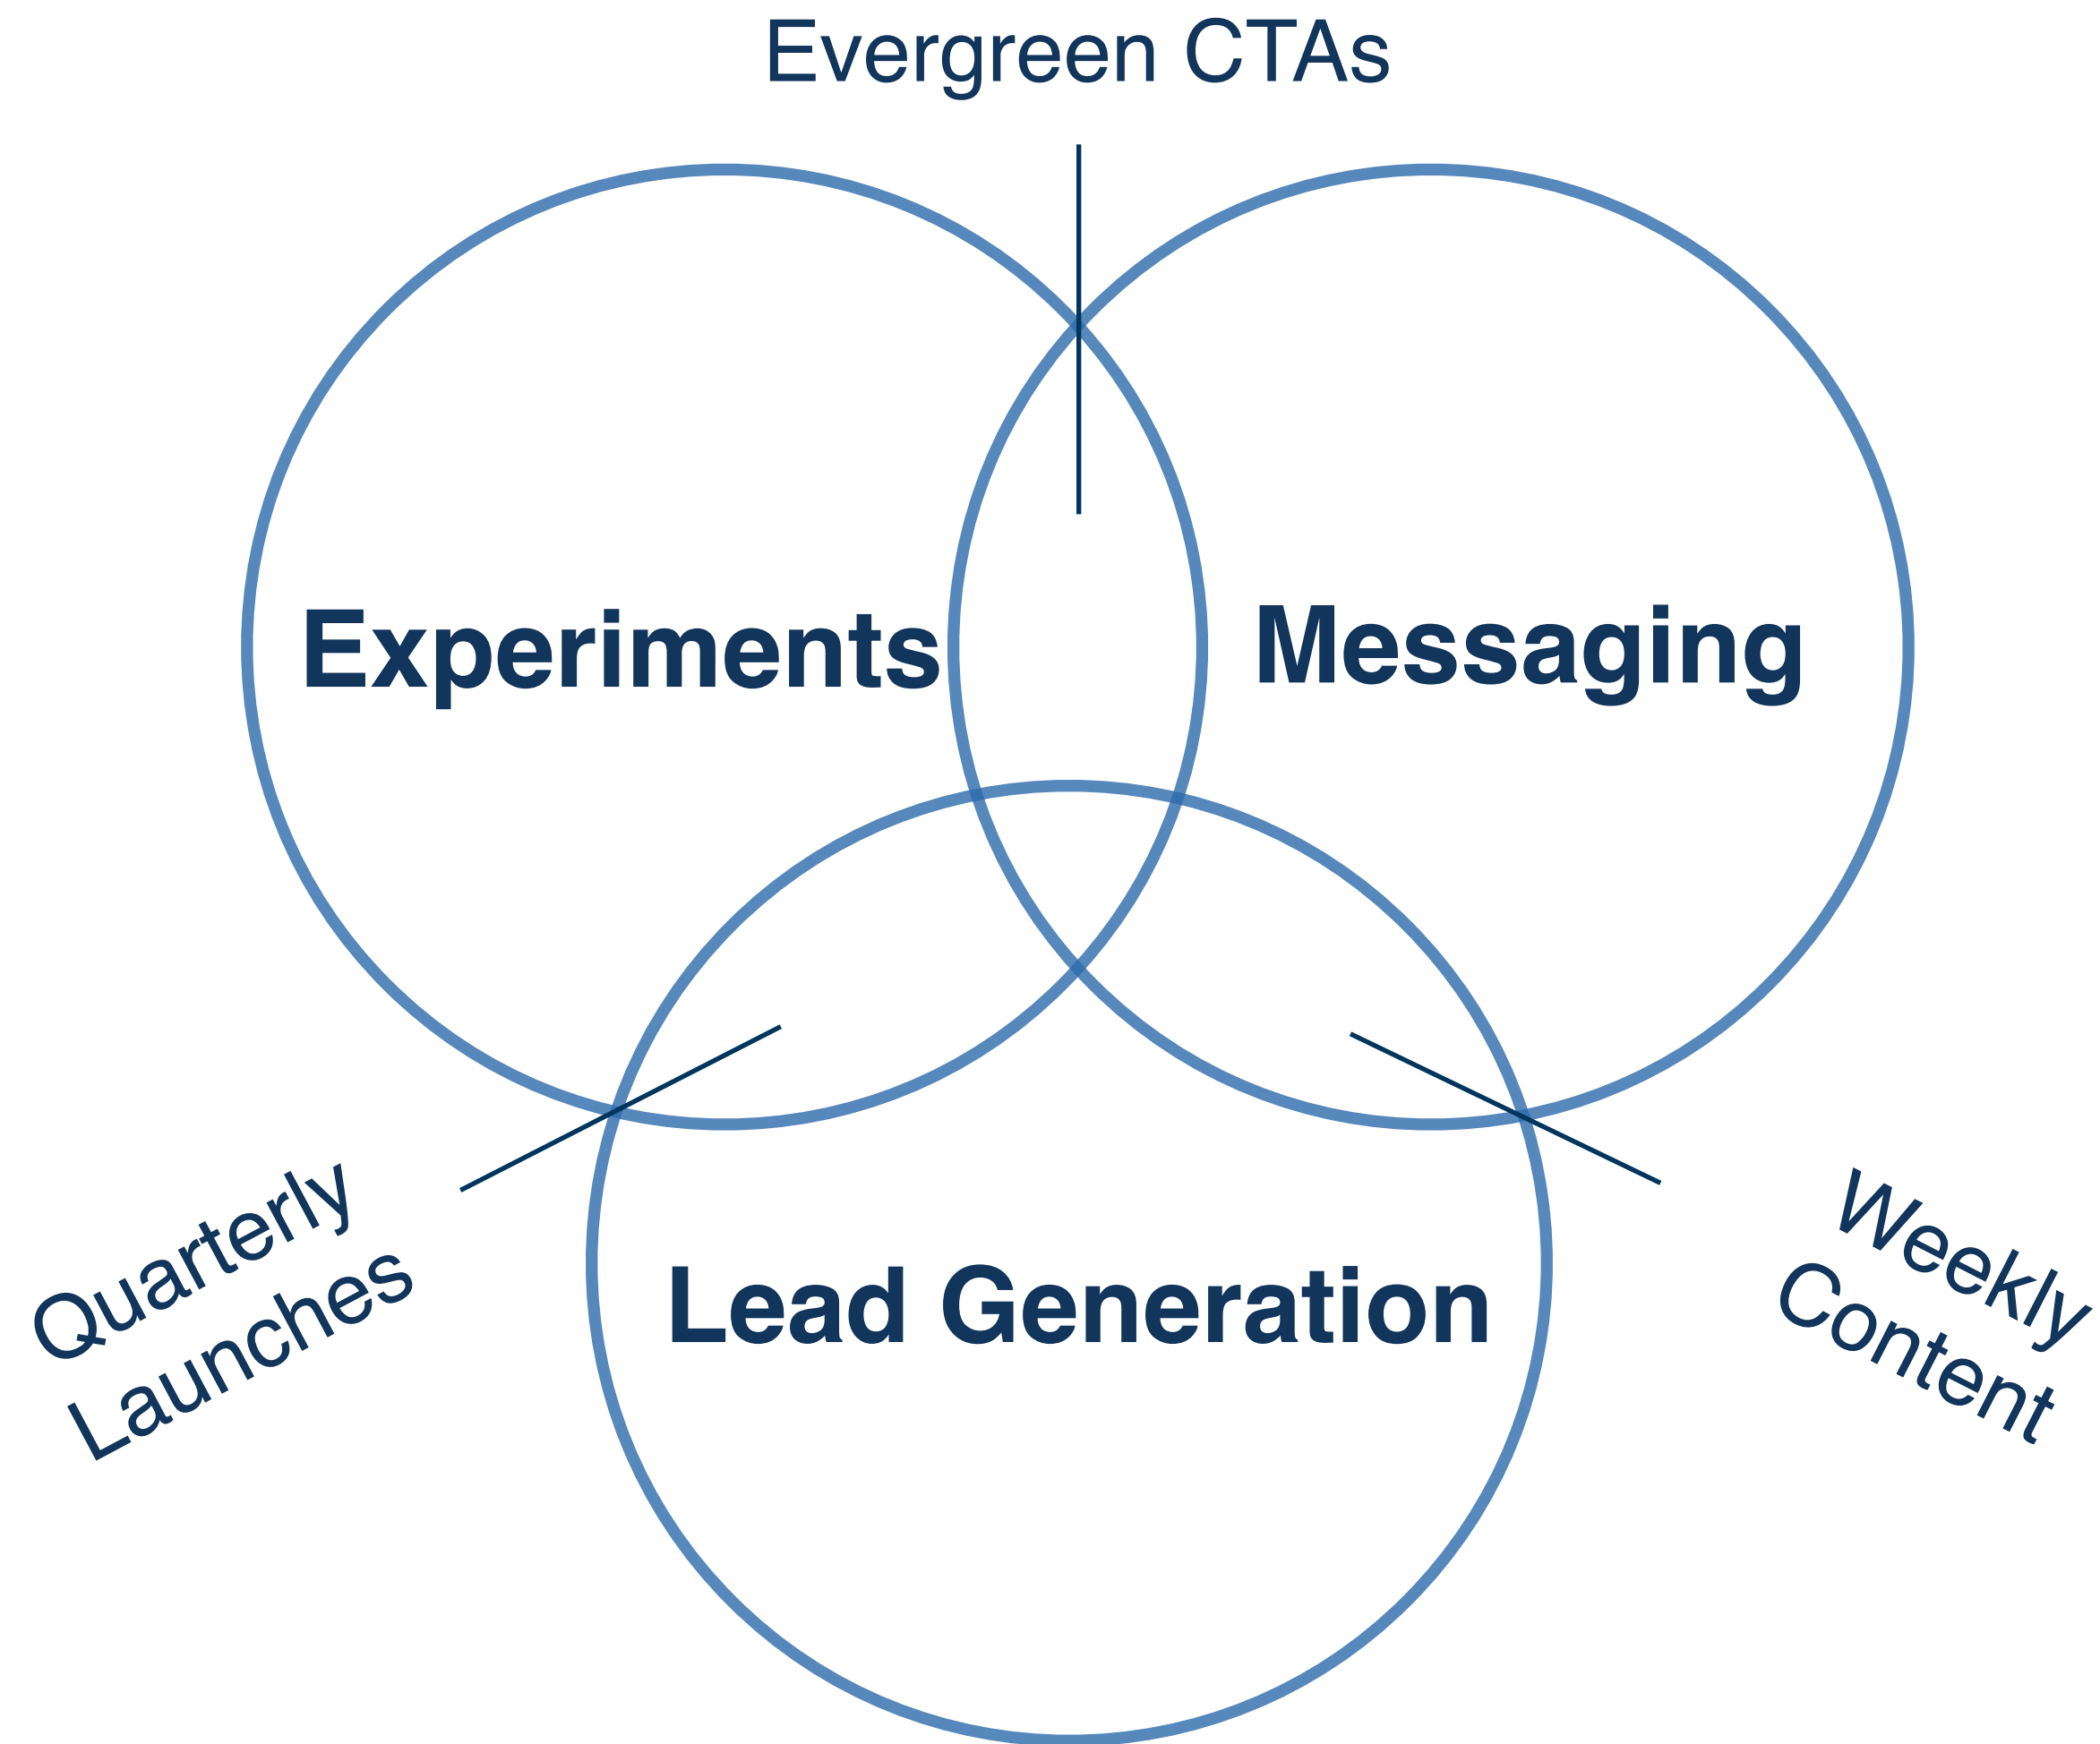 Evergreen CTAs
Experiments
Messaging
Quarterly
Launches
Lead Generation
Weekly
Content